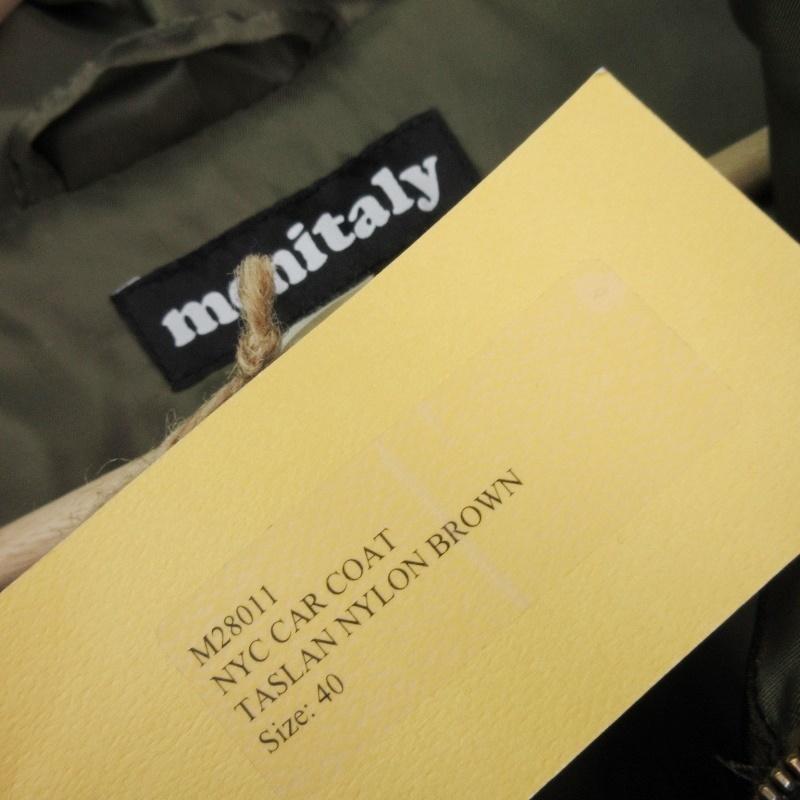 monitaly
M28011
NYC CAR COAT
TASLAN NYLON BROWN
Size: 40